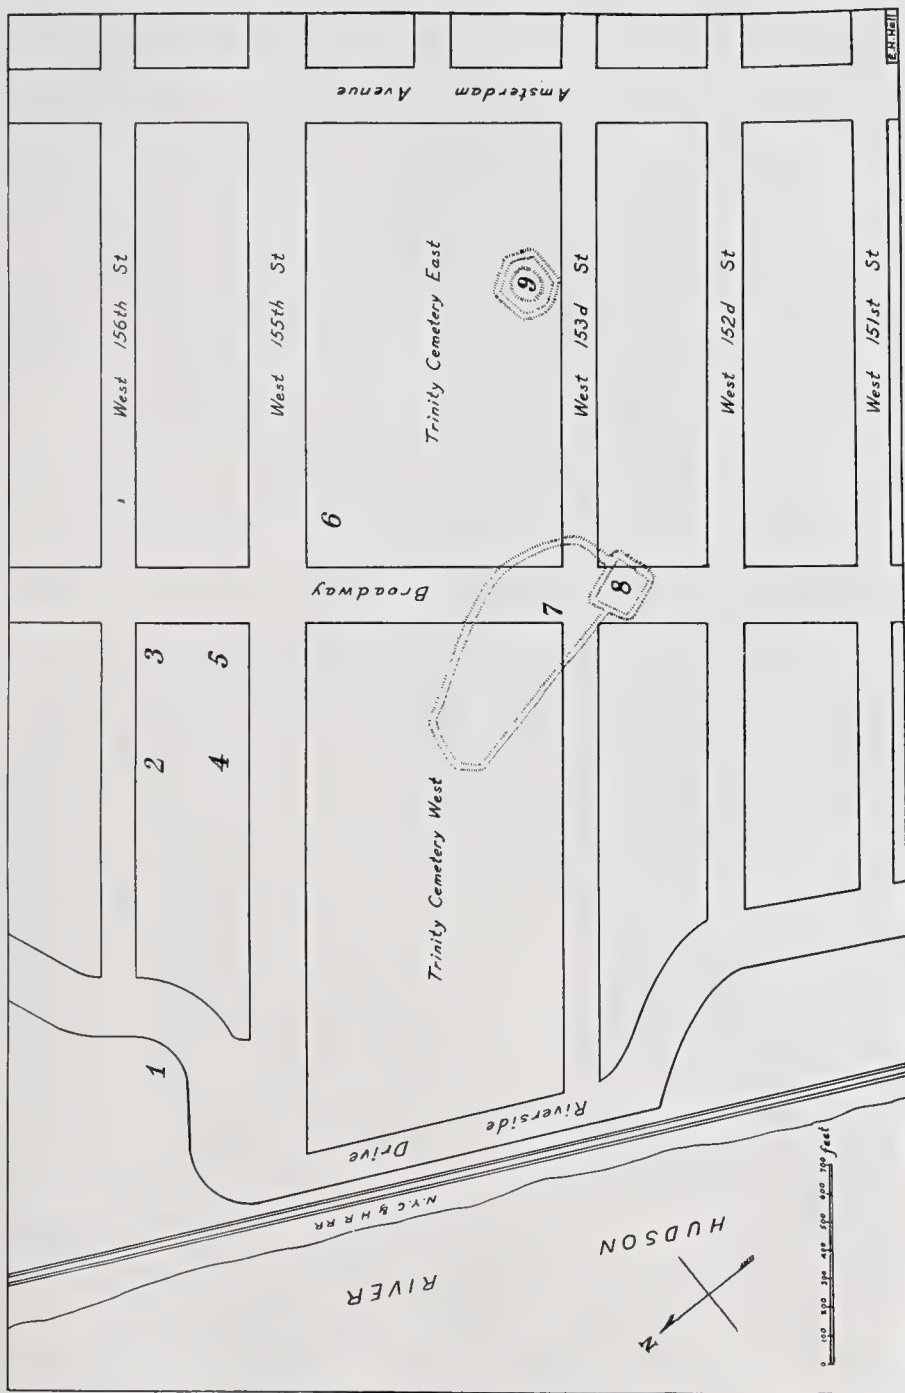 E.H.Hall
Amsterdam Avenue
West 156th St
West 155th St
Trinity Cemetery East
9
West 153d St
West 152d St
West 151st St
6
Broadway
7
8
2
3
4
5
Trinity Cemetery West
1
Riverside Drive
N.Y.C & H R RR
HUDSON RIVER
N
0 100 200 300 400 500 600 700 feet